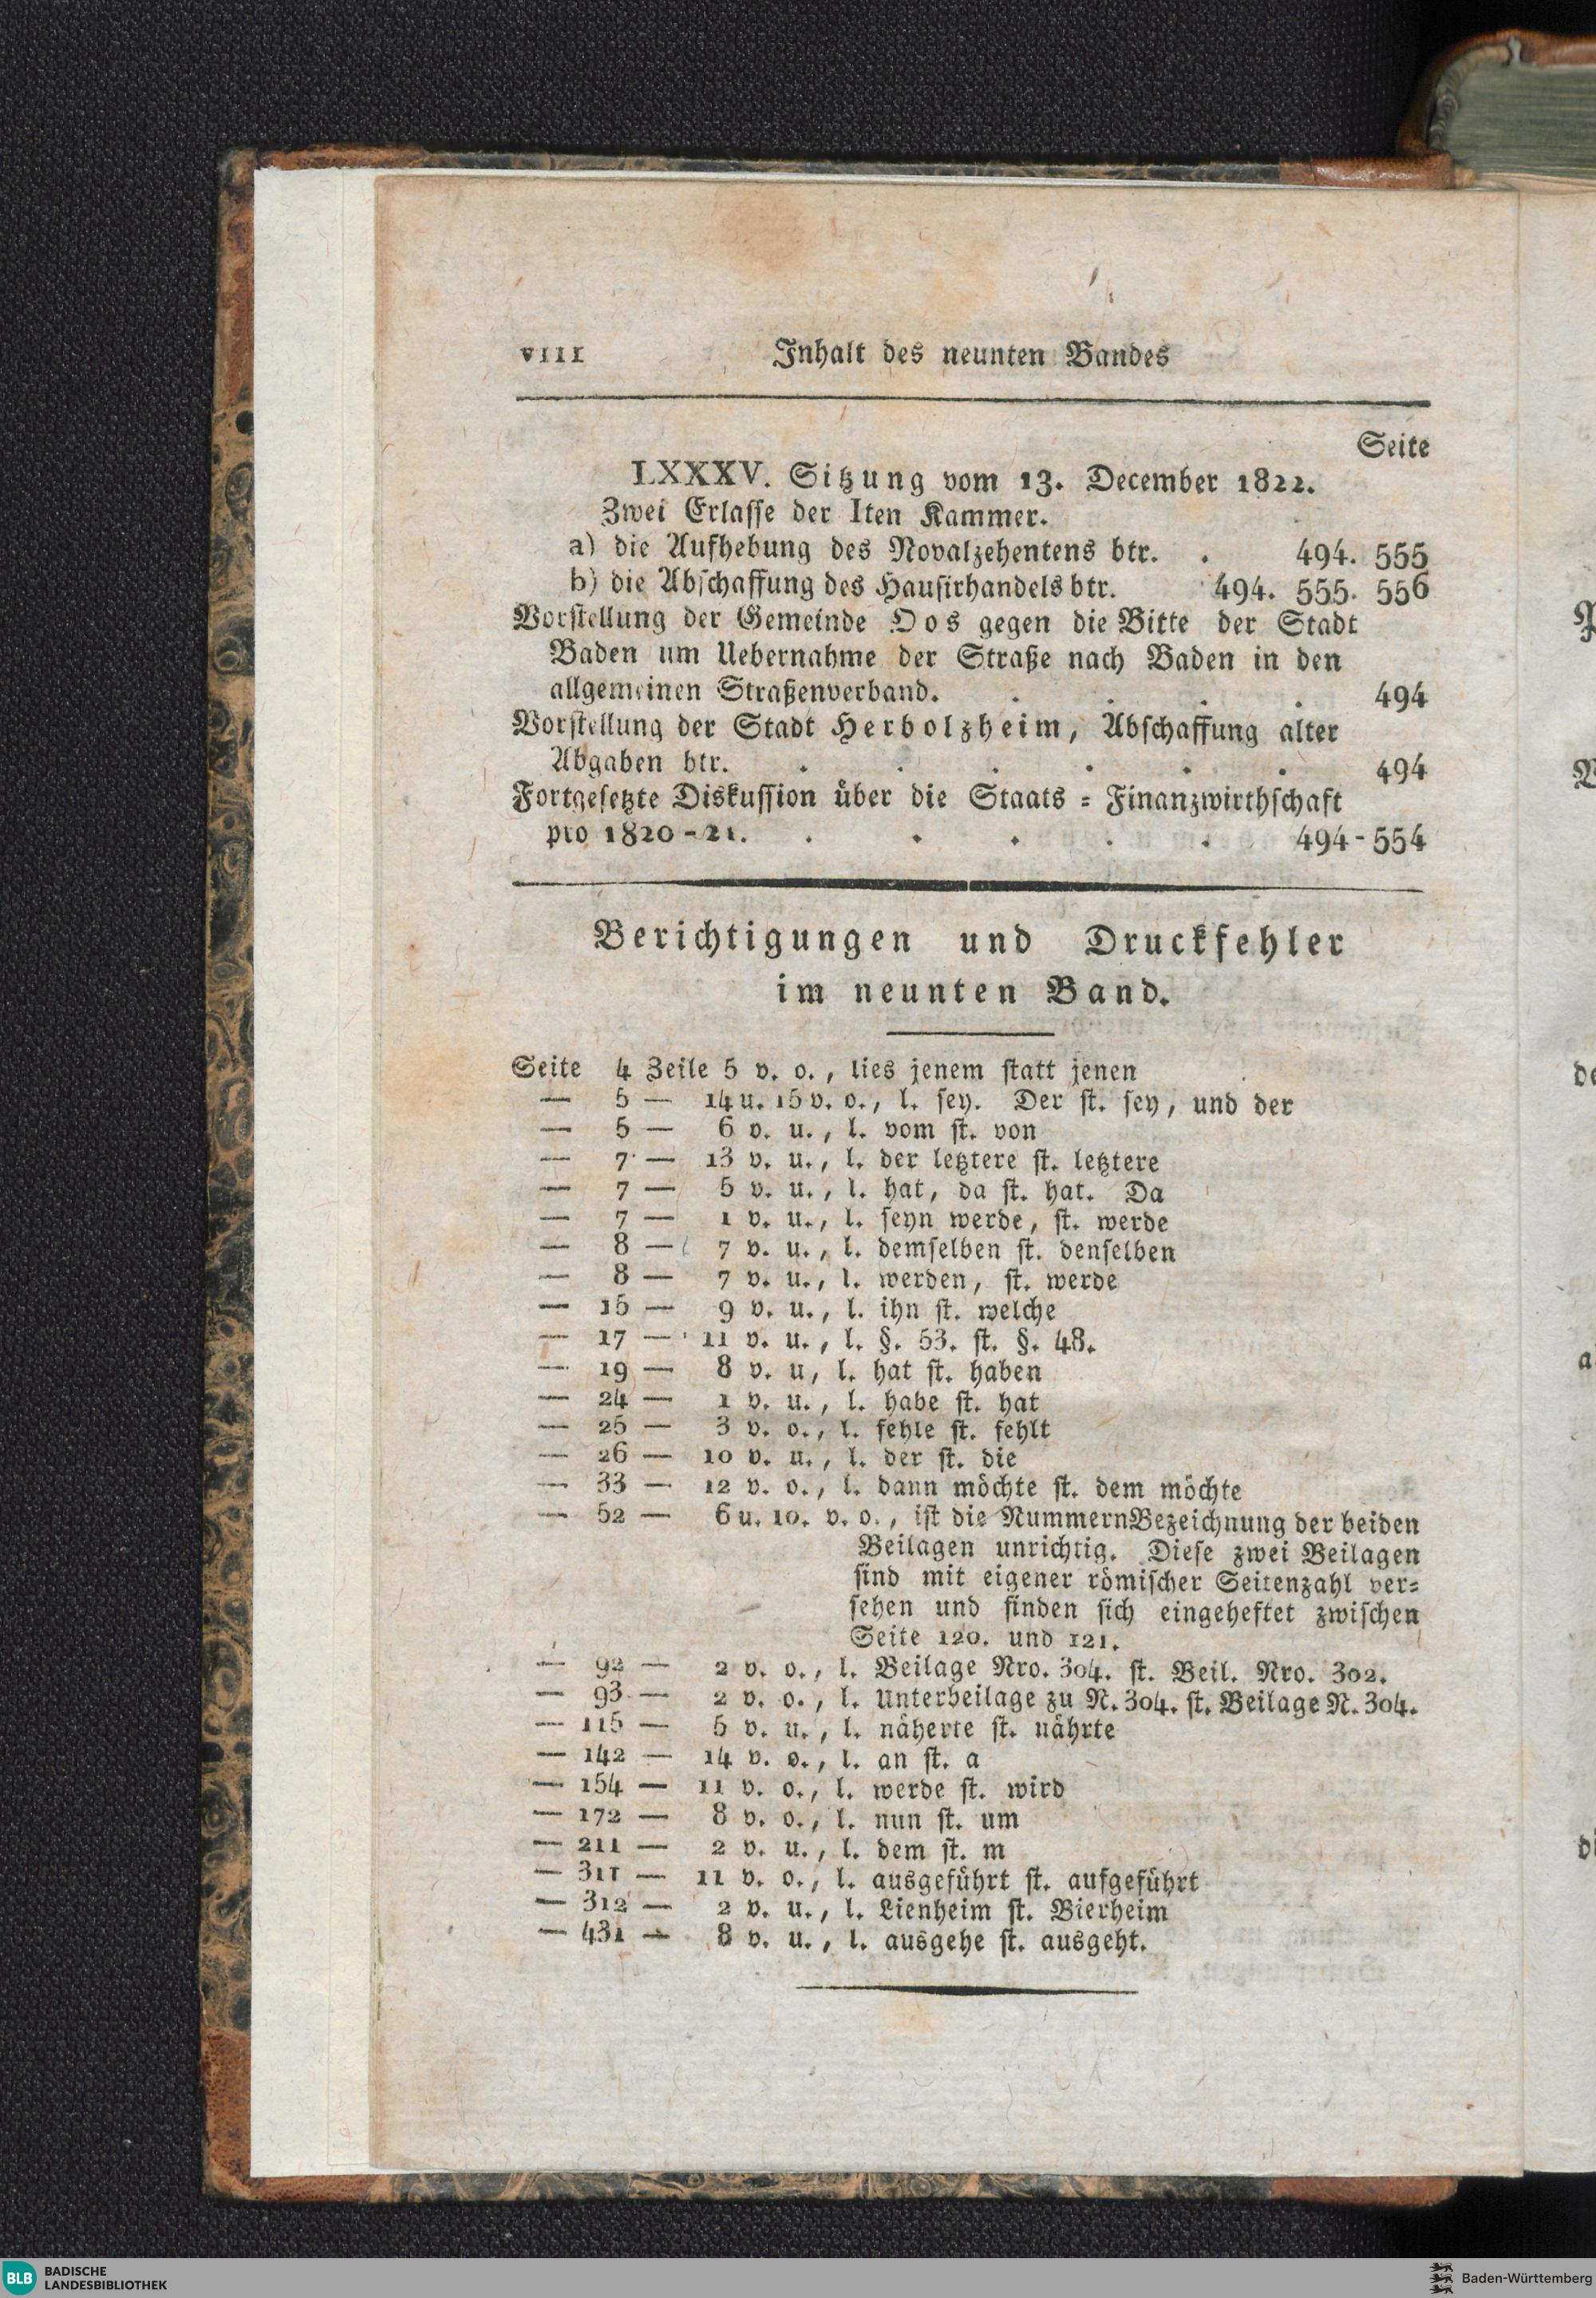 VIII Inhalt des neunten Bandes
Seite
LXXXV. Sitzung vom 13. December 1822.
Zwei Erlasse der Iten Kammer.
a) die Aufhebung des Novalzehentens btr. . 494. 555
b) die Abschaffung des Hausirhandels btr. 494. 555. 556
Vorstellung der Gemeinde Oos gegen die Bitte der Stadt
Baden um Uebernahme der Straße nach Baden in den
allgemeinen Straßenverband. . . . . 494
Vorstellung der Stadt Herbolzheim, Abschaffung alter
Abgaben btr. . . . . . . 494
Fortgesetzte Diskussion über die Staats = Finanzwirthschaft
pro 1820-21. . . . . . 494-554
Berichtigungen und Druckfehler
im neunten Band.
Seite 4 Zeile 5 v. o., lies jenem statt jenen
— 5 — 14 u. 15 v. o., l. sey. Der st. sey, und der
— 5 — 6 v. u., l. vom st. von
— 7 — 13 v. u., l. der letztere st. letztere
— 7 — 5 v. u., l. hat, da st. hat. Da
— 7 — 1 v. u., l. seyn werde, st. werde
— 8 — 7 v. u., l. demselben st. denselben
— 8 — 7 v. u., l. werden, st. werde
— 15 — 9 v. u., l. ihn st. welche
— 17 — 11 v. u., l. §. 53. st. §. 48.
— 19 — 8 v. u, l. hat st. haben
— 24 — 1 v. u., l. habe st. hat
— 25 — 3 v. o., l. fehle st. fehlt
— 26 — 10 v. u., l. der st. die
— 33 — 12 v. o., l. dann möchte st. dem möchte
— 52 — 6 u. 10. v. o., ist die NummernBezeichnung der beiden
Beilagen unrichtig. Diese zwei Beilagen
sind mit eigener römischer Seitenzahl ver=
sehen und finden sich eingeheftet zwischen
Seite 120. und 121.
— 92 — 2 v. o., l. Beilage Nro. 304. st. Beil. Nro. 302.
— 93 — 2 v. o., l. Unterbeilage zu N. 304. st. Beilage N. 304.
— 115 — 5 v. u., l. näherte st. nährte
— 142 — 14 v. o., l. an st. a
— 154 — 11 v. o., l. werde st. wird
— 172 — 8 v. o., l. nun st. um
— 211 — 2 v. u., l. dem st. m
— 311 — 11 v. o., l. ausgeführt st. aufgeführt
— 312 — 2 v. u., l. Lienheim st. Bierheim
— 431 — 8 v. u., l. ausgehe st. ausgeht.
BLB BADISCHE
LANDESBIBLIOTHEK
Baden-Württemberg